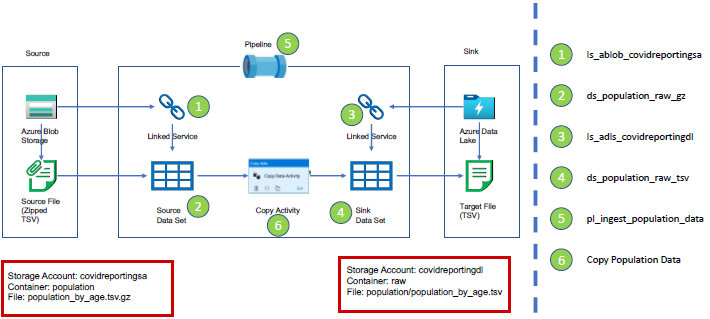 Source
Pipeline
5
Sink
1
ls_ablob_covidreportingsa
1
3
Azure Blob
Storage
Linked Service
Linked Service
Azure Data
Lake
2
ds_population_raw_gz
3
ls_adls_covidreportingdl
Copy data
Copy Data Activity
4
ds_population_raw_tsv
Source File
(Zipped
TSV)
Source
Data Set
2
Copy Activity
6
4
Sink
Data Set
Target File
(TSV)
5
pl_ingest_population_data
6
Copy Population Data
Storage Account: covidreportingsa
Container: population
File: population_by_age.tsv.gz
Storage Account: covidreportingdl
Container: raw
File: population/population_by_age.tsv